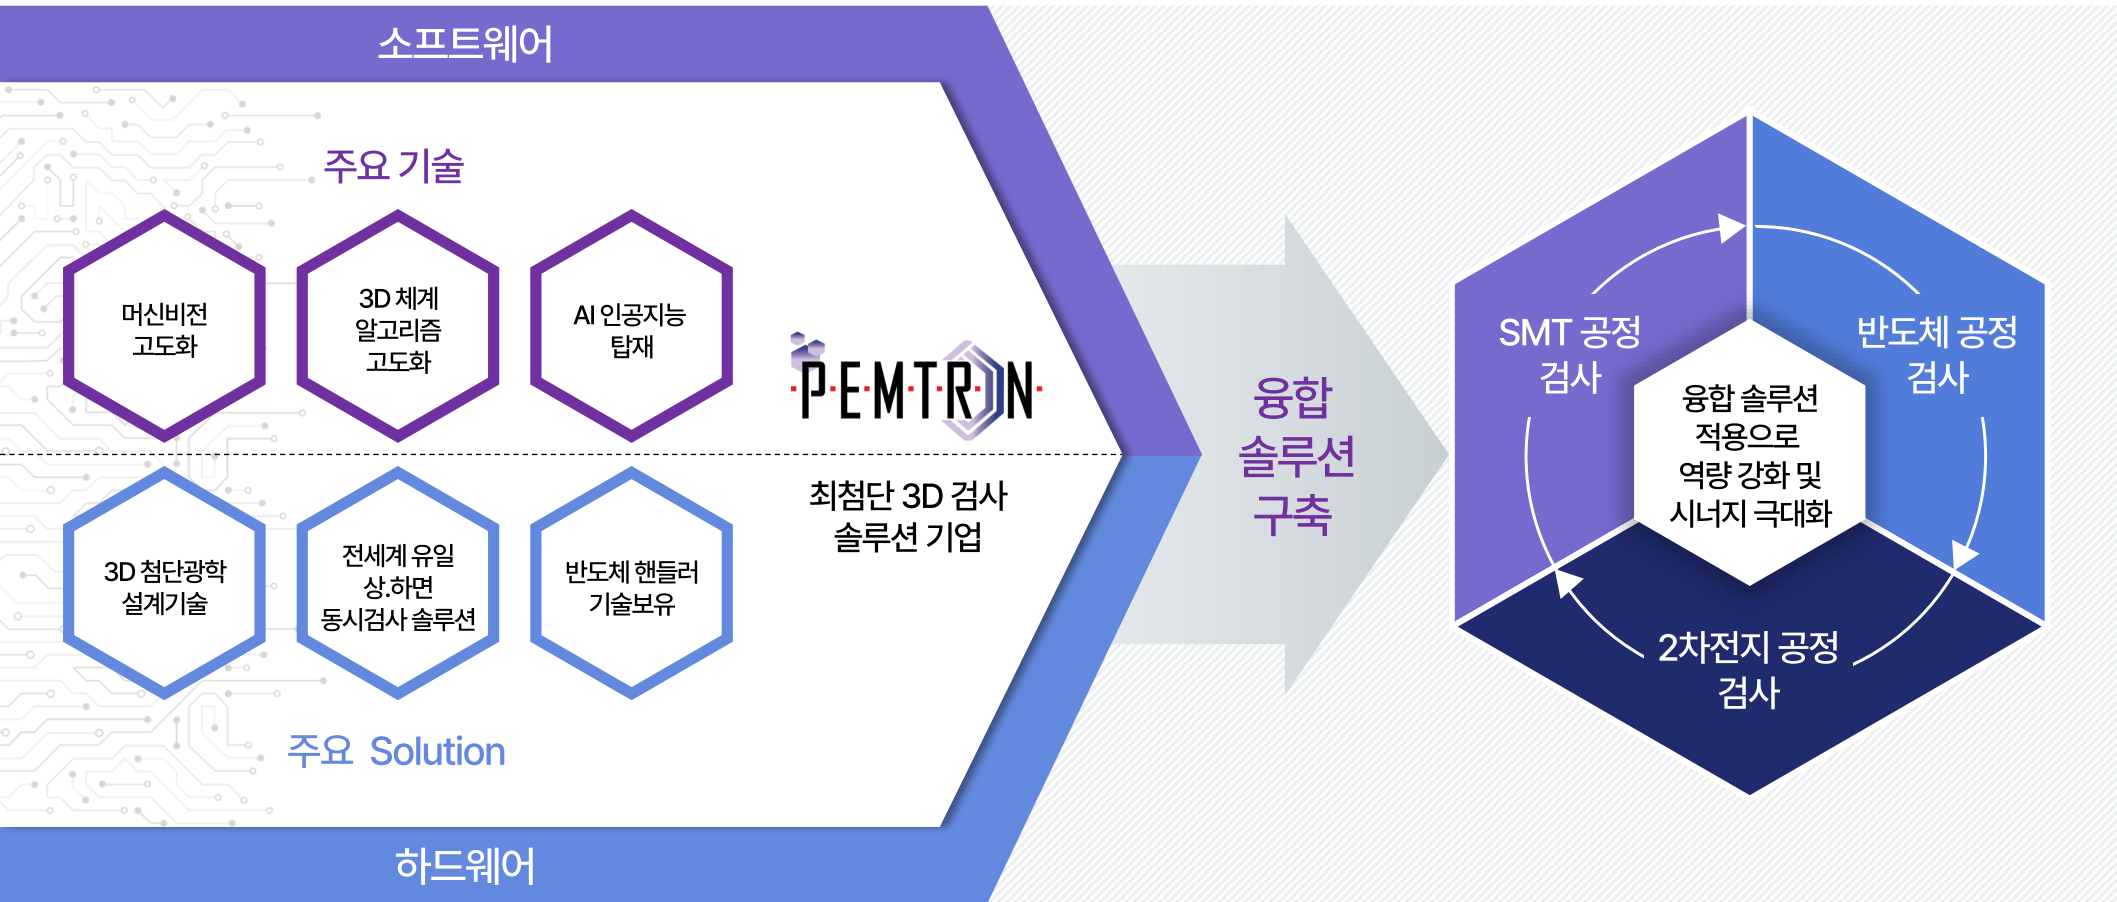 소프트웨어
주요 기술
머신비전
고도화
3D 체계
알고리즘
고도화
AI 인공지능
탑재
3D 첨단광학
설계기술
전세계 유일
상.하면
동시검사 솔루션
반도체 핸들러
기술보유
주요 Solution
하드웨어
PEMTRON
최첨단 3D 검사
솔루션 기업
융합
솔루션
구축
SMT 공정
검사
반도체 공정
검사
융합 솔루션
적용으로
역량 강화 및
시너지 극대화
2차전지 공정
검사